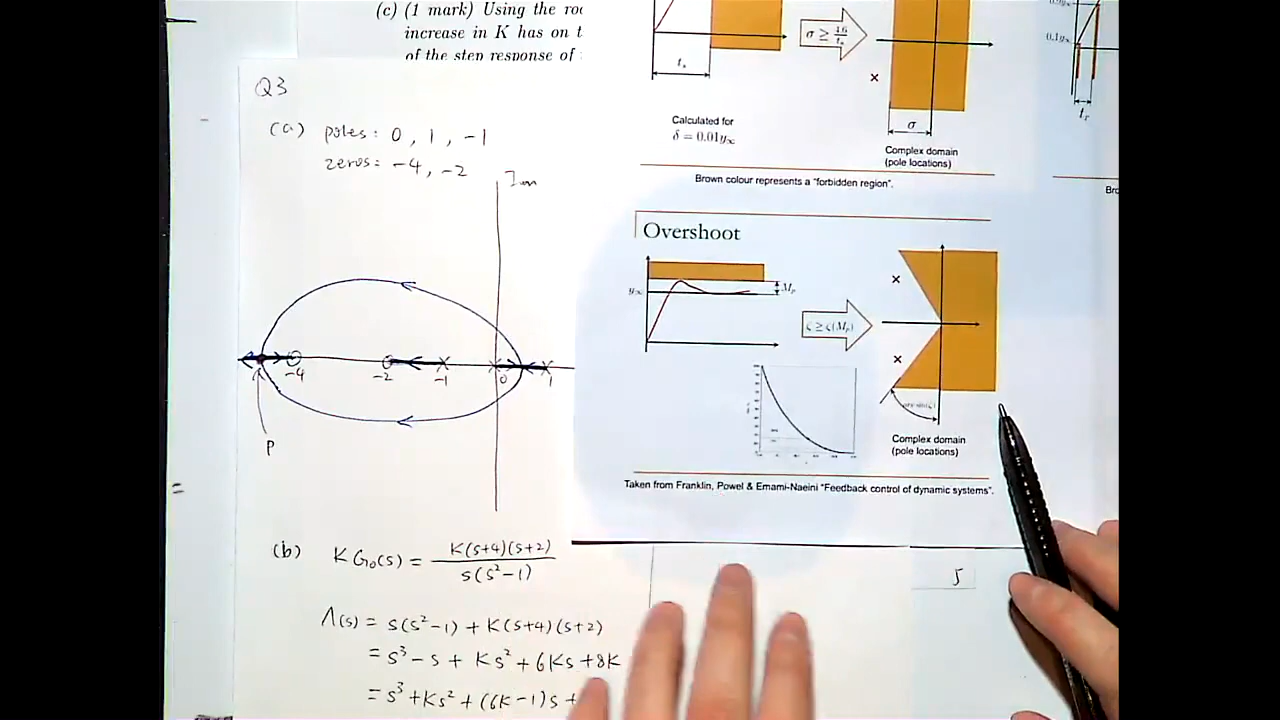 (c) (1 mark) Using the
increase in K has on t
of the step response of
Q3
(a) poles: 0, 1, -1
zeros: -4, -2
Im
-4
-2
-1
0
1
P
(b) KG₀(s) = K(s+4)(s+2) / s(s²-1)
Λ(s) = s(s²-1) + K(s+4)(s+2)
= s³ - s + Ks² + 6Ks + 8K
= s³ + Ks² + (6K-1)s +
tₛ
σ ≥ 4.6/tₛ
Calculated for
δ = 0.01y∞
σ
Complex domain
(pole locations)
Brown colour represents a "forbidden region".
0.1y∞
tᵣ
Bro
Overshoot
y∞
Mₚ
ζ ≥ ζ(Mₚ)
Complex domain
(pole locations)
Taken from Franklin, Powel & Emami-Naeini "Feedback control of dynamic systems".
5